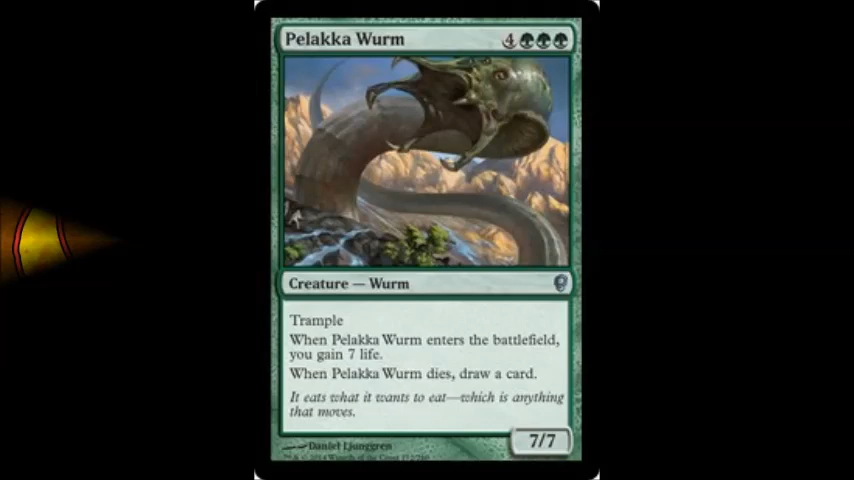 Pelakka Wurm 4
Creature — Wurm
Trample
When Pelakka Wurm enters the battlefield,
you gain 7 life.
When Pelakka Wurm dies, draw a card.
It eats what it wants to eat—which is anything
that moves.
7/7
Daniel Ljunggren